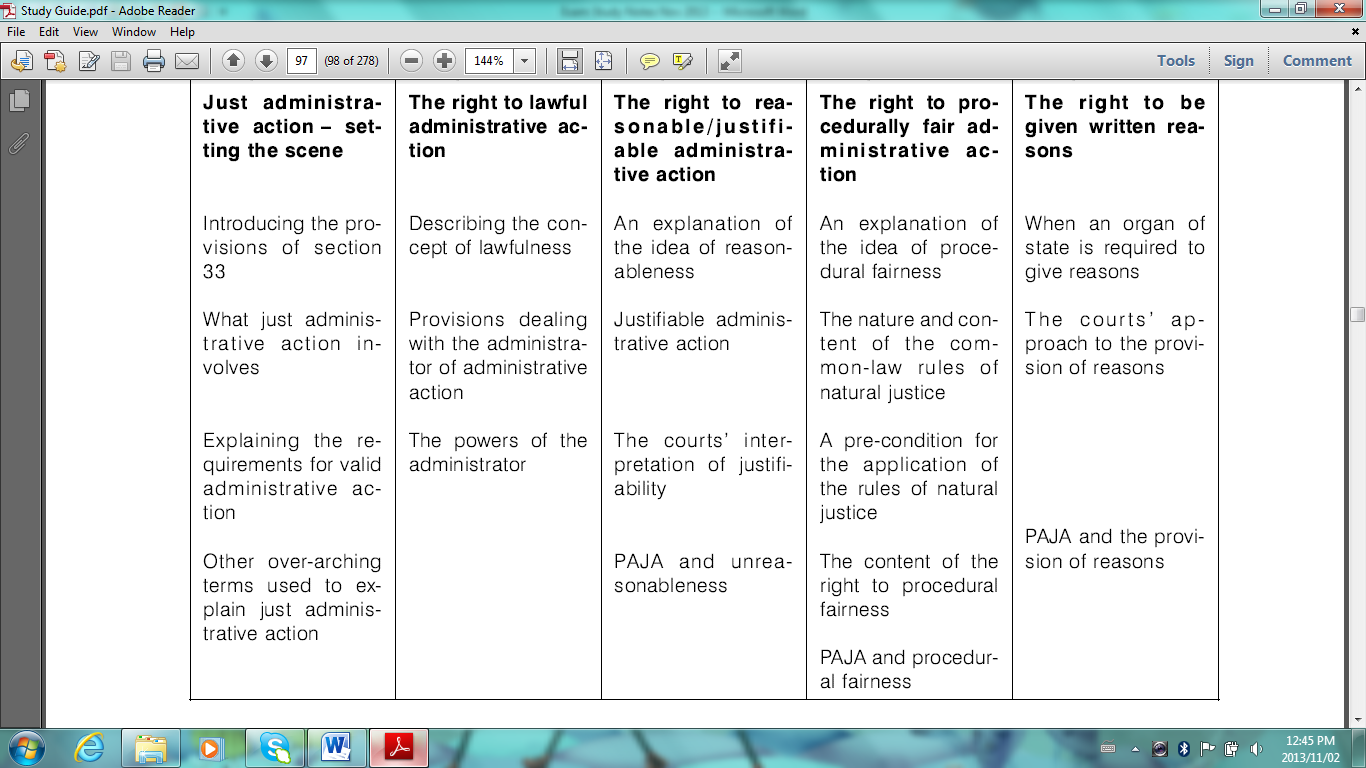 Study Guide.pdf - Adobe Reader
File Edit View Window Help
97 (98 of 278) 144% Tools Sign Comment
Just administra-
tive action – set-
ting the scene
Introducing the pro-
visions of section
33
What just adminis-
trative action in-
volves
Explaining the re-
quirements for valid
administrative ac-
tion
Other over-arching
terms used to ex-
plain just adminis-
trative action
The right to lawful
administrative ac-
tion
Describing the con-
cept of lawfulness
Provisions dealing
with the administra-
tor of administrative
action
The powers of the
administrator
The right to rea-
sonable/justifi-
able administra-
tive action
An explanation of
the idea of reason-
ableness
Justifiable adminis-
trative action
The courts' inter-
pretation of justifi-
ability
PAJA and unrea-
sonableness
The right to pro-
cedurally fair ad-
ministrative ac-
tion
An explanation of
the idea of proce-
dural fairness
The nature and con-
tent of the com-
mon-law rules of
natural justice
A pre-condition for
the application of
the rules of natural
justice
The content of the
right to procedural
fairness
PAJA and procedur-
al fairness
The right to be
given written rea-
sons
When an organ of
state is required to
give reasons
The courts' ap-
proach to the provi-
sion of reasons
PAJA and the provi-
sion of reasons
12:45 PM
2013/11/02